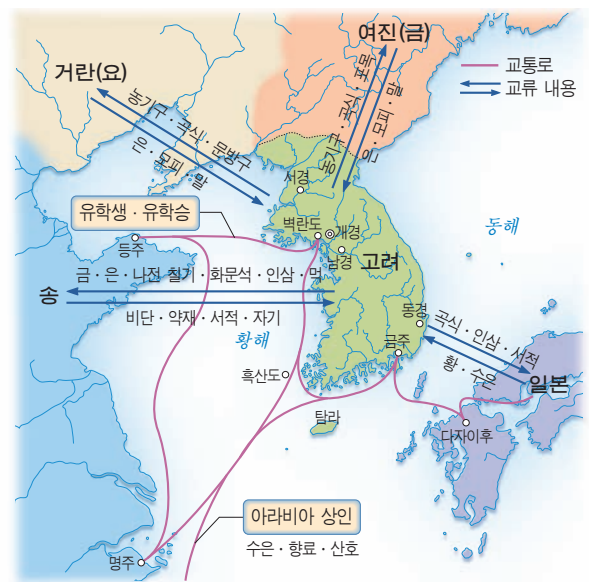 여진(금)
거란(요)
교통로
교류 내용
농기구·곡식·문방구
은·모피·말
농기구·곡식·포목
은·모피·말
서경
유학생·유학승
벽란도
개경
등주
남경
고려
동해
금·은·나전 칠기·화문석·인삼·먹
송
비단·약재·서적·자기
동경
곡식·인삼·서적
황해
금주
황·수은
일본
흑산도
탐라
다자이후
아라비아 상인
수은·향료·산호
명주